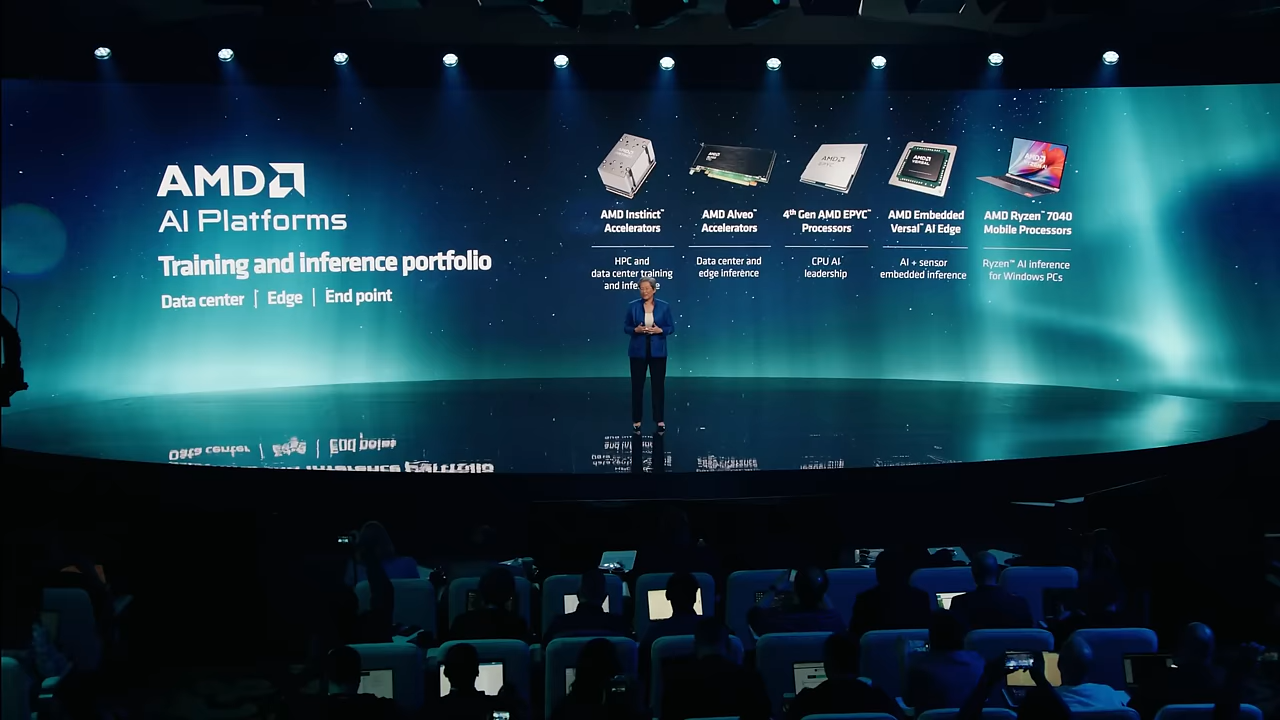 AMD
AI Platforms
Training and inference portfolio
Data center | Edge | End point
AMD Instinct™
Accelerators
HPC and
data center training
and
AMD Alveo™
Accelerators
Data center and
edge inference
4th Gen AMD EPYC™
Processors
CPU AI
leadership
AMD Embedded
Versal™ AI Edge
AI + sensor
embedded inference
AMD Ryzen™ 7040
Mobile Processors
Ryzen™ AI inference
for Windows PCs